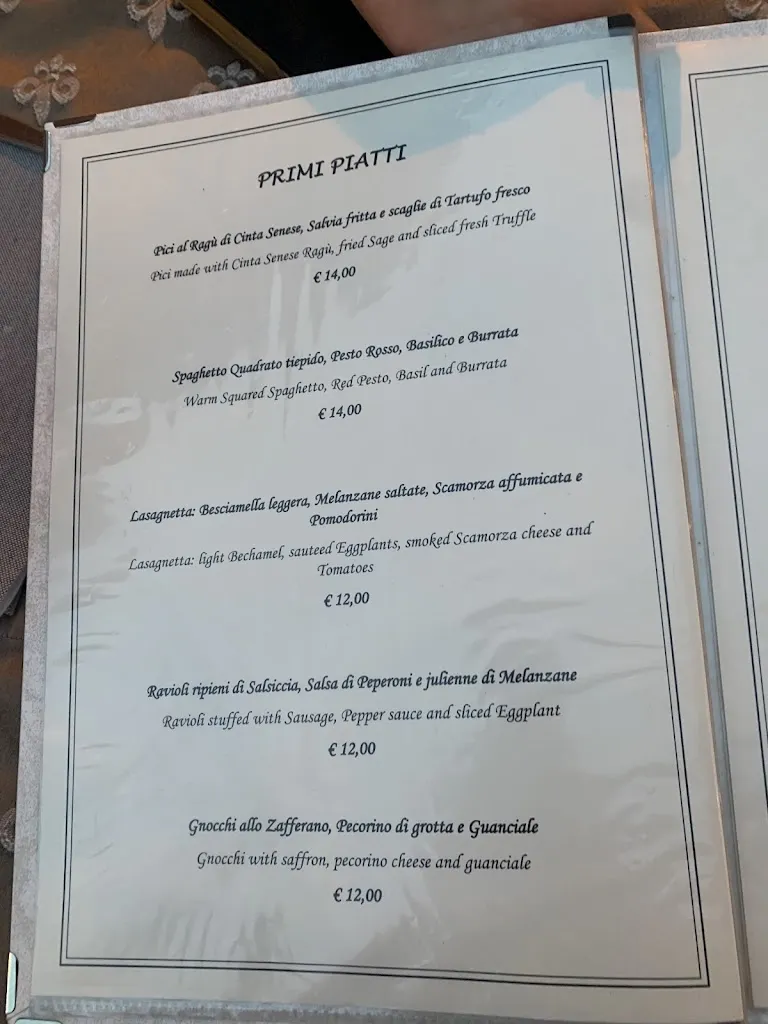 PRIMI PIATTI
Pici al Ragù di Cinta Senese, Salvia fritta e scaglie di Tartufo fresco
Pici made with Cinta Senese Ragù, fried Sage and sliced fresh Truffle
€ 14,00
Spaghetto Quadrato tiepido, Pesto Rosso, Basilico e Burrata
Warm Squared Spaghetto, Red Pesto, Basil and Burrata
€ 14,00
Lasagnetta: Besciamella leggera, Melanzane saltate, Scamorza affumicata e
Pomodorini
Lasagnetta: light Bechamel, sauteed Eggplants, smoked Scamorza cheese and
Tomatoes
€ 12,00
Ravioli ripieni di Salsiccia, Salsa di Peperoni e julienne di Melanzane
Ravioli stuffed with Sausage, Pepper sauce and sliced Eggplant
€ 12,00
Gnocchi allo Zafferano, Pecorino di grotta e Guanciale
Gnocchi with saffron, pecorino cheese and guanciale
€ 12,00